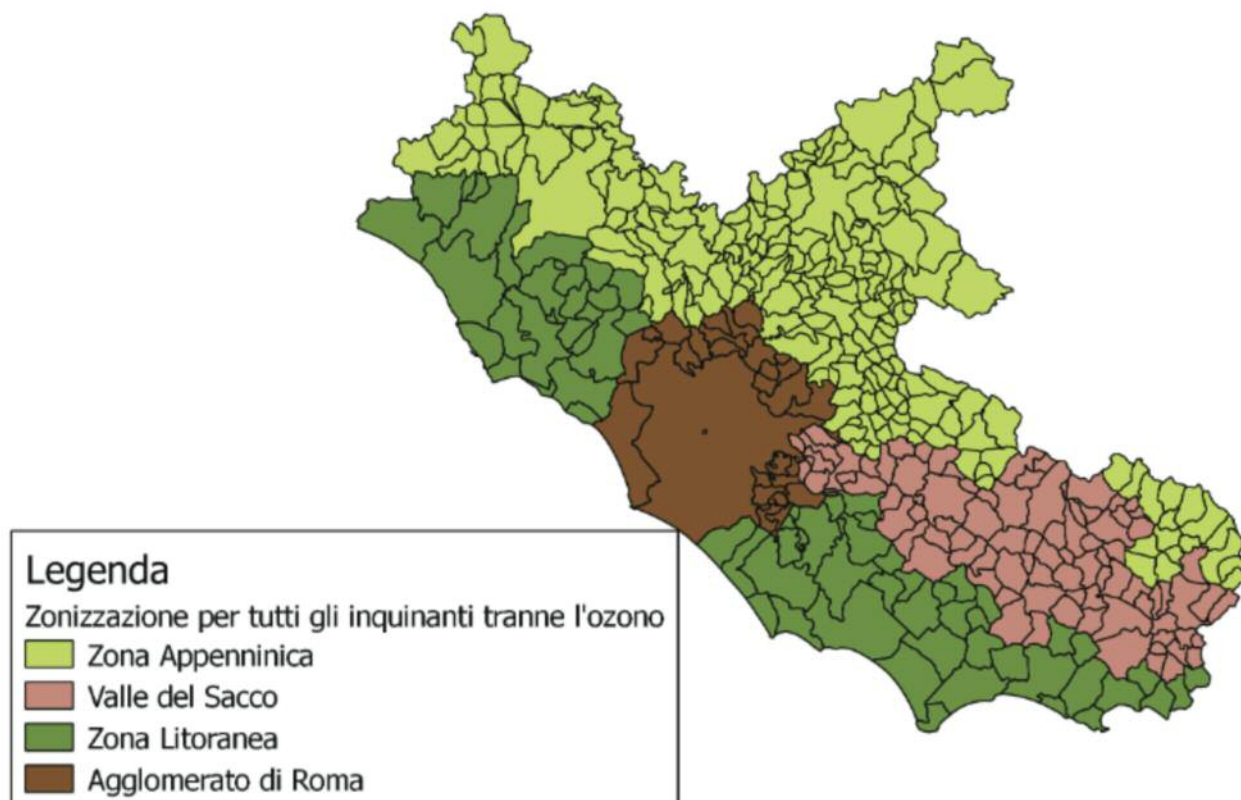 Legenda
Zonizzazione per tutti gli inquinanti tranne l'ozono
Zona Appenninica
Valle del Sacco
Zona Litoranea
Agglomerato di Roma